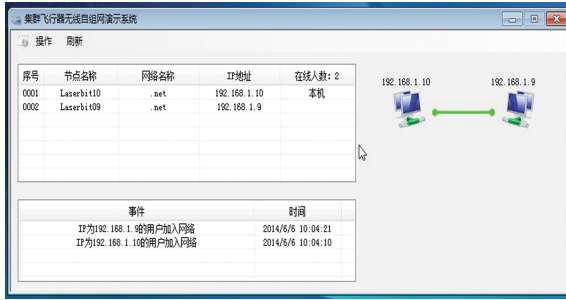 集群飞行器无线自组网演示系统
操作 刷新
序号 节点名称 网络名称 IP地址 在线人数: 2
0001 Laserbit10 .net 192.168.1.10 本机
0002 Laserbit09 .net 192.168.1.9
192.168.1.10 192.168.1.9
事件 时间
IP为192.168.1.9的用户加入网络 2014/6/6 10:04:21
IP为192.168.1.10的用户加入网络 2014/6/6 10:04:10